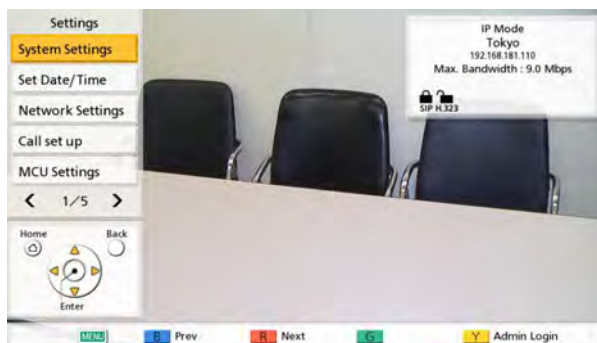 Settings
System Settings
Set Date/Time
Network Settings
Call set up
MCU Settings
1/5
Home
Back
Enter
IP Mode
Tokyo
192.168.181.110
Max. Bandwidth : 9.0 Mbps
SIP H.323
MENU
B Prev
R Next
G
Y Admin Login